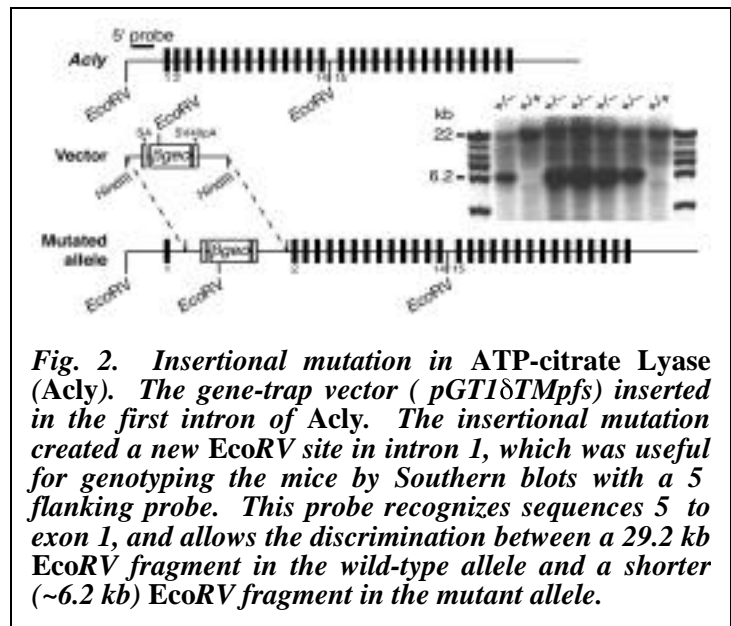 5' probe
Acly
1 2
14 15
EcoRV
EcoRV
EcoRV
SA
SV40pA
Vector
βgeo
HindIII
HindIII
kb
+/- +/+ +/- +/- +/- +/- +/+
22
6.2
Mutated
allele
βgeo
1
2
14 15
EcoRV
EcoRV
EcoRV
Fig. 2. Insertional mutation in ATP-citrate Lyase
(Acly). The gene-trap vector ( pGT1δTMpfs) inserted
in the first intron of Acly. The insertional mutation
created a new EcoRV site in intron 1, which was useful
for genotyping the mice by Southern blots with a 5
flanking probe. This probe recognizes sequences 5 to
exon 1, and allows the discrimination between a 29.2 kb
EcoRV fragment in the wild-type allele and a shorter
(~6.2 kb) EcoRV fragment in the mutant allele.